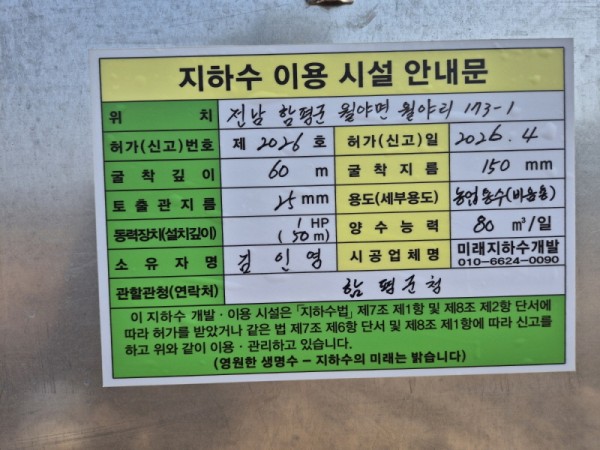 지하수 이용 시설 안내문
위 치 전남 함평군 월야면 월야리 173-1
허가(신고)번호 제 2026 호 허가(신고)일 2026.4
굴착깊이 60 m 굴착지름 150 mm
토출관지름 25 mm 용도(세부용도) 농업용수(바용용)
동력장치(설치깊이) 1 HP (50 m) 양수능력 80 m³/일
소유자명 김인영 시공업체명 미래지하수개발 010-6624-0090
관할관청(연락처) 함평군청
이 지하수 개발·이용 시설은 「지하수법」 제7조 제1항 및 제8조 제2항 단서에
따라 허가를 받았거나 같은 법 제7조 제6항 단서 및 제8조 제1항에 따라 신고를
하고 위와 같이 이용·관리하고 있습니다.
(영원한 생명수 – 지하수의 미래는 밝습니다)